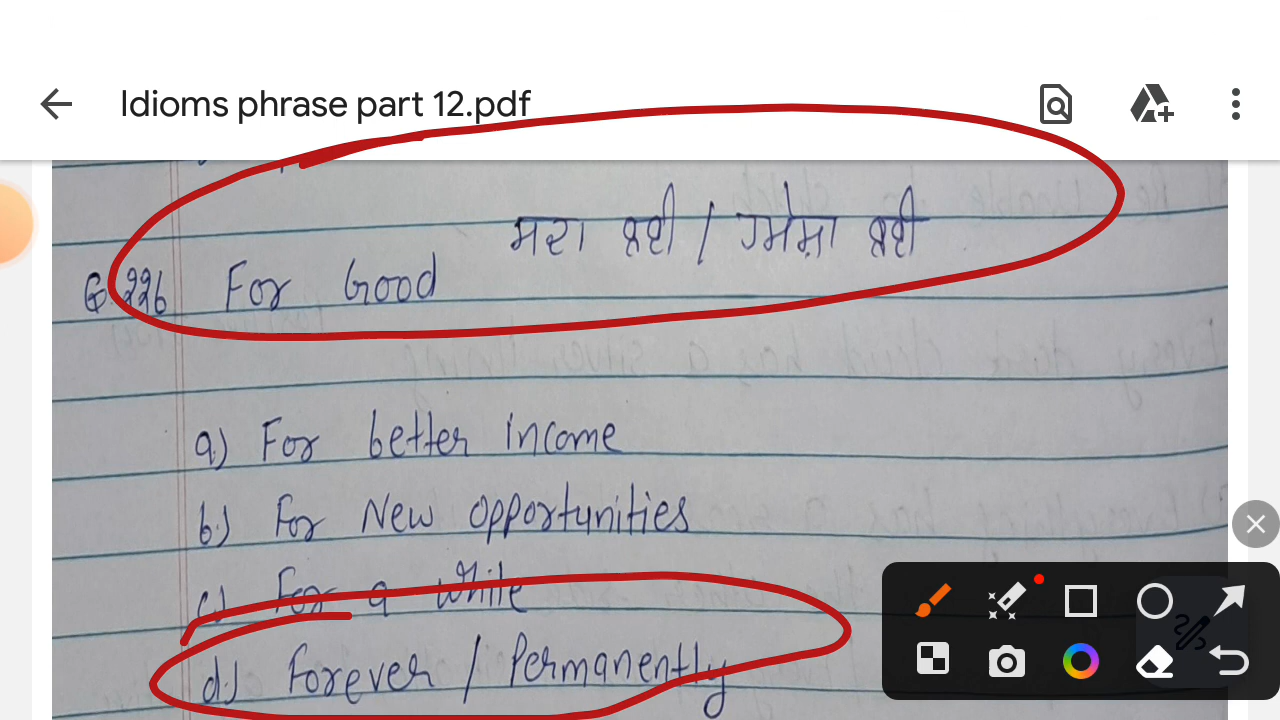 Idioms phrase part 12.pdf
ਸਦਾ ਲਈ / ਹਮੇਸ਼ਾ ਲਈ
Q.226 For Good
a) For better income
b.) For New opportunities
c.) For a while
d.) Forever / Permanently